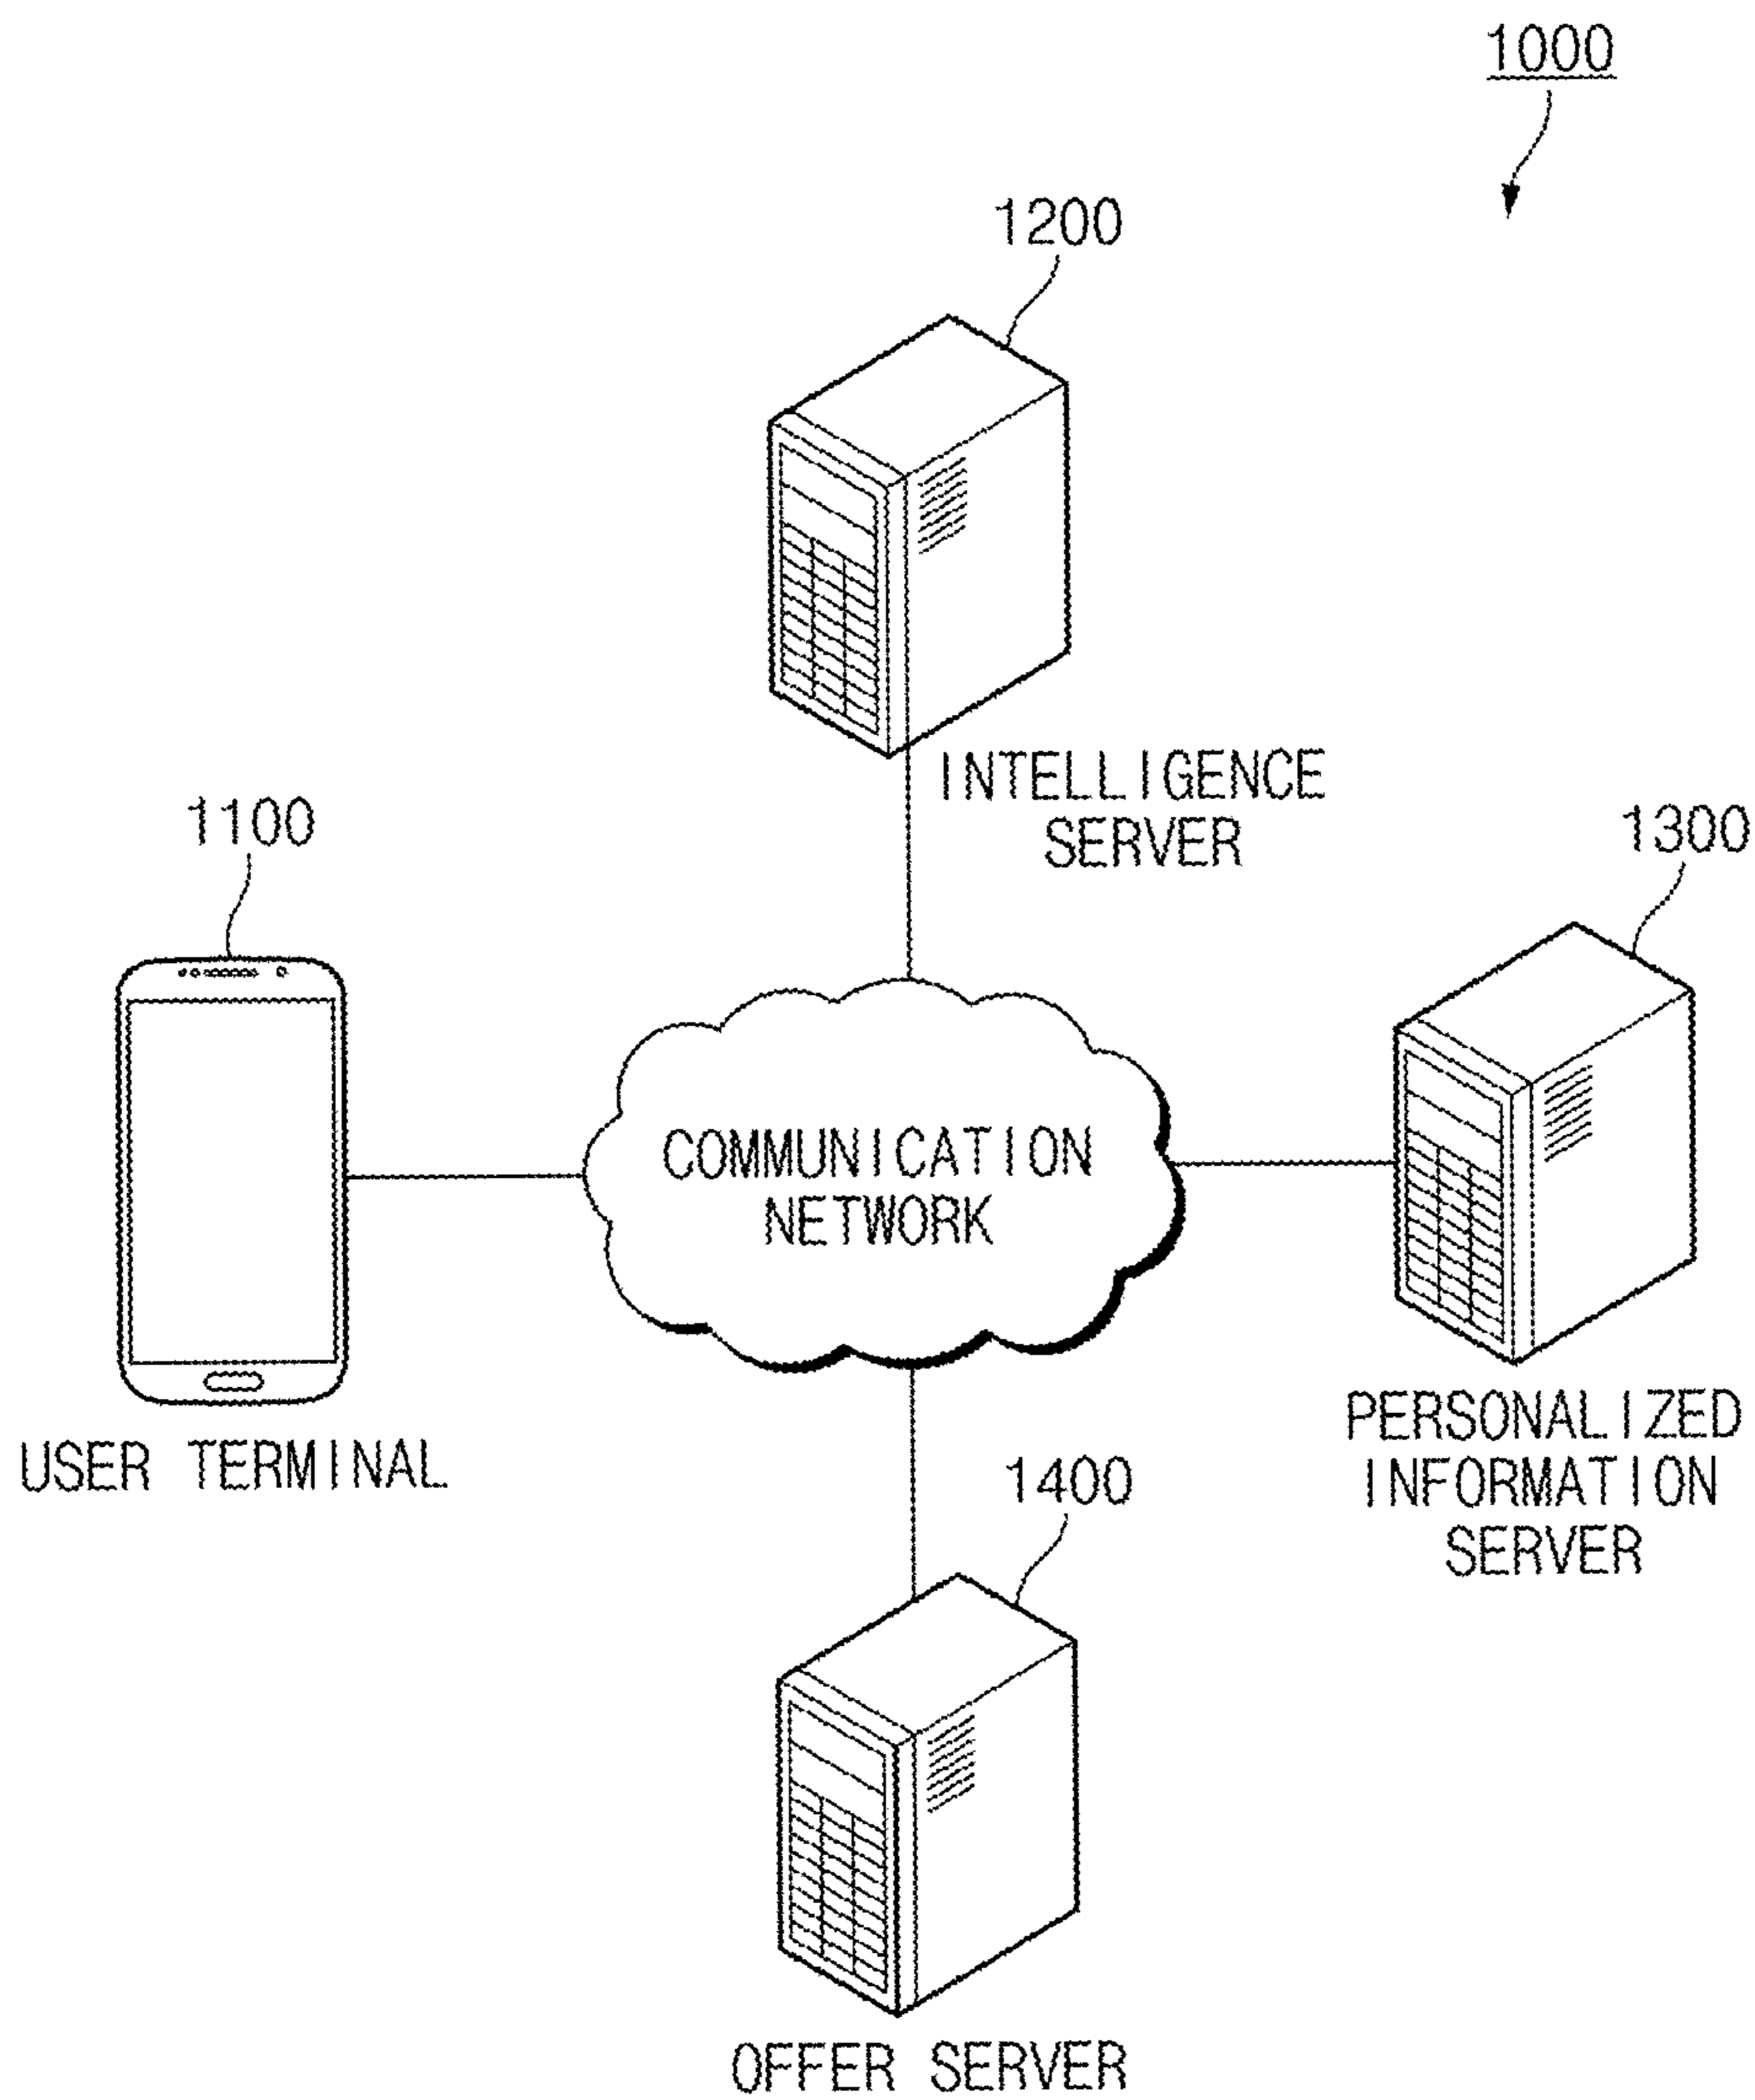 1000
1200
INTELLIGENCE
SERVER
1100
1300
COMMUNICATION
NETWORK
USER TERMINAL
PERSONALIZED
INFORMATION
SERVER
1400
OFFER SERVER